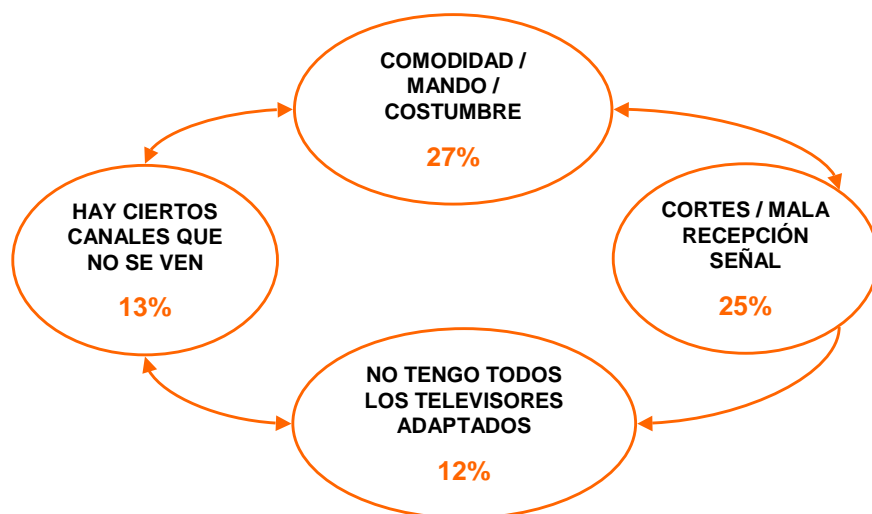 COMODIDAD /
MANDO /
COSTUMBRE
27%
HAY CIERTOS
CANALES QUE
NO SE VEN
13%
CORTES / MALA
RECEPCIÓN
SEÑAL
25%
NO TENGO TODOS
LOS TELEVISORES
ADAPTADOS
12%